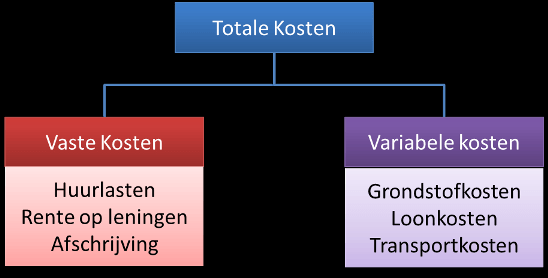 Totale Kosten
Vaste Kosten
Huurlasten
Rente op leningen
Afschrijving
Variabele kosten
Grondstofkosten
Loonkosten
Transportkosten